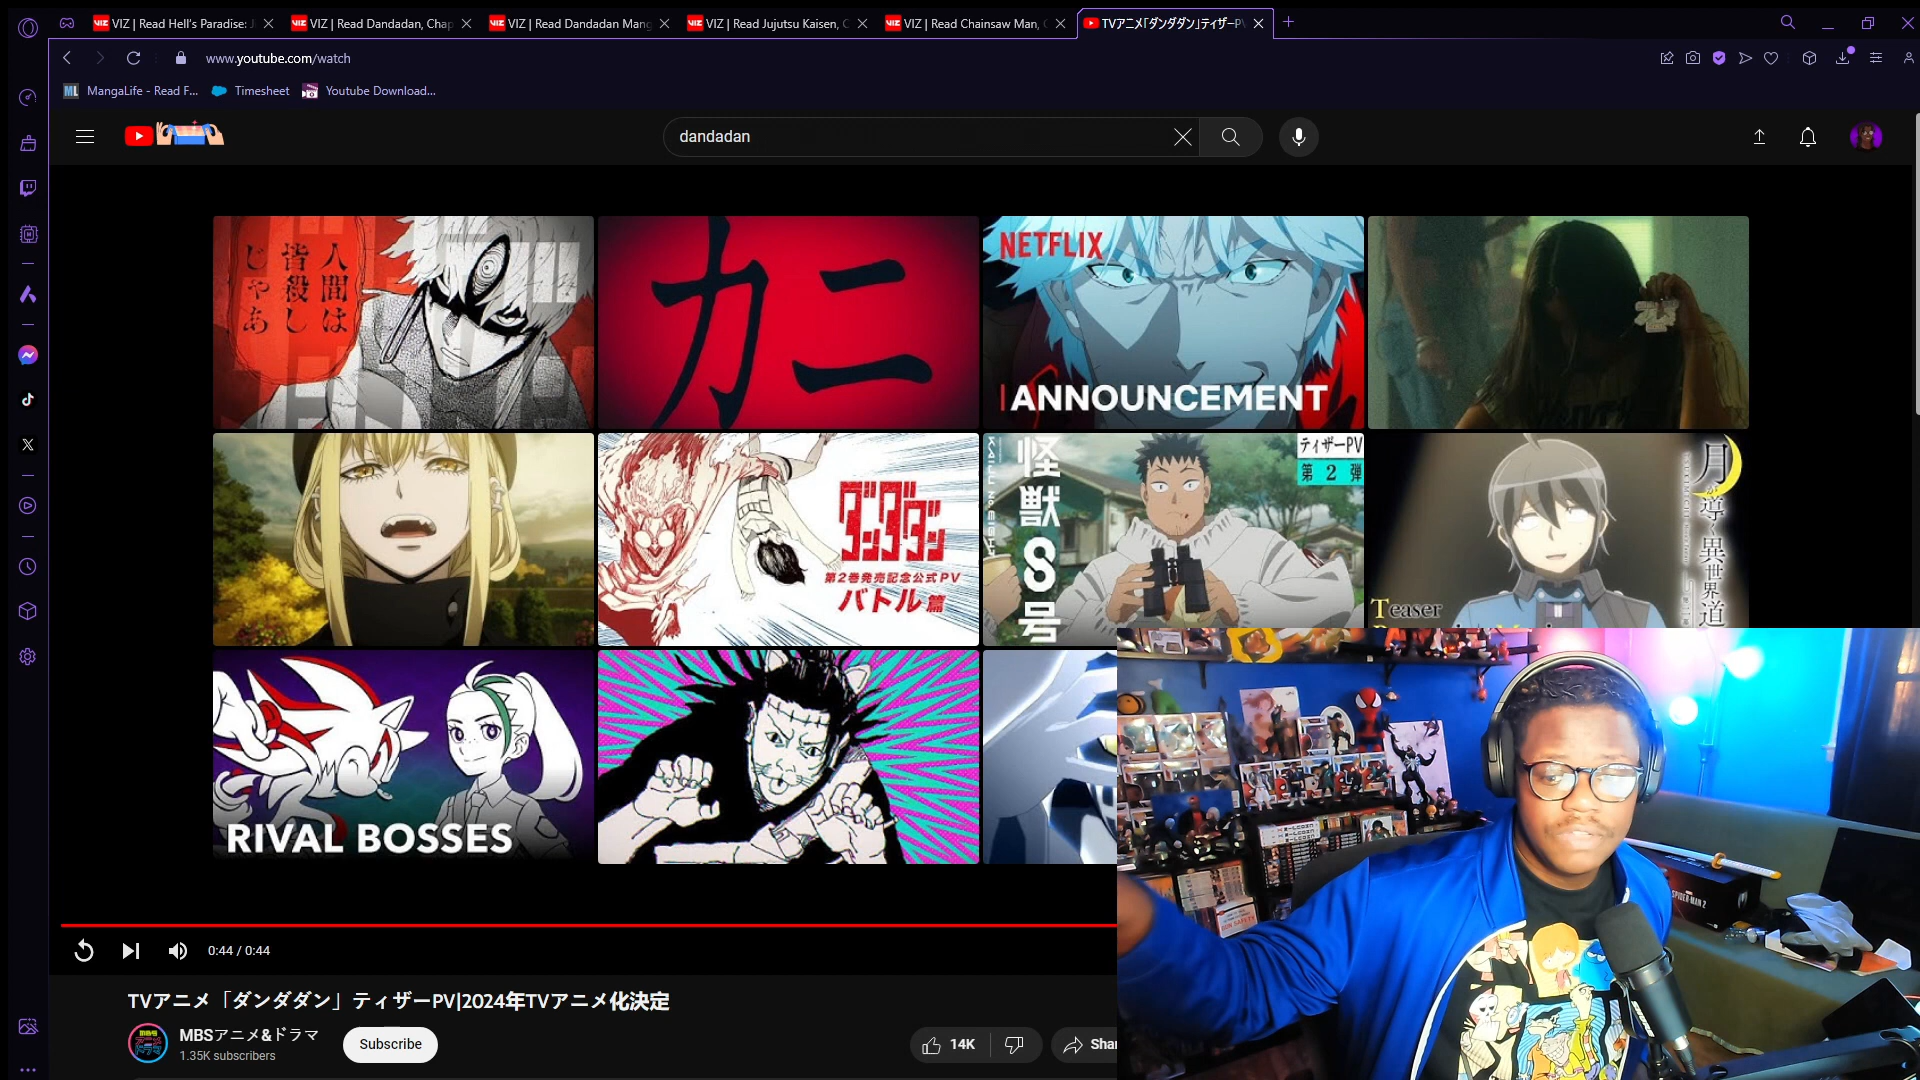 VIZ | Read Hell's Paradise: J
VIZ | Read Dandadan, Chap
VIZ | Read Dandadan Mang
VIZ | Read Jujutsu Kaisen, C
VIZ | Read Chainsaw Man, C
TVアニメ「ダンダダン」ティザーPV
www.youtube.com/watch
ML
MangaLife - Read F...
Timesheet
Youtube Download...
dandadan
人間は
皆殺し
じゃあ
カニ
NETFLIX
ANNOUNCEMENT
ダンダダン
第2巻発売記念公式PV
バトル篇
怪獣8号
ティザーPV
第2弾
月が導く異世界道
Teaser
RIVAL BOSSES
0:44 / 0:44
TVアニメ「ダンダダン」ティザーPV|2024年TVアニメ化決定
MBSアニメ&ドラマ
1.35K subscribers
Subscribe
14K
Shar
SPIDER-MAN 2